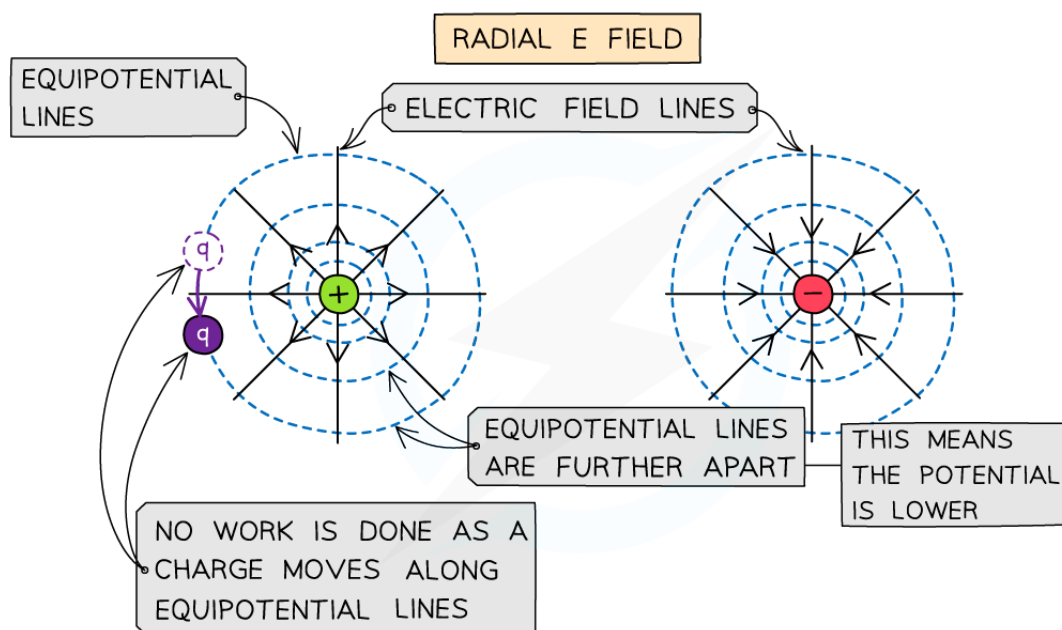 RADIAL E FIELD
EQUIPOTENTIAL
LINES
ELECTRIC FIELD LINES
q
q
+
−
EQUIPOTENTIAL LINES
ARE FURTHER APART
THIS MEANS
THE POTENTIAL
IS LOWER
NO WORK IS DONE AS A
CHARGE MOVES ALONG
EQUIPOTENTIAL LINES